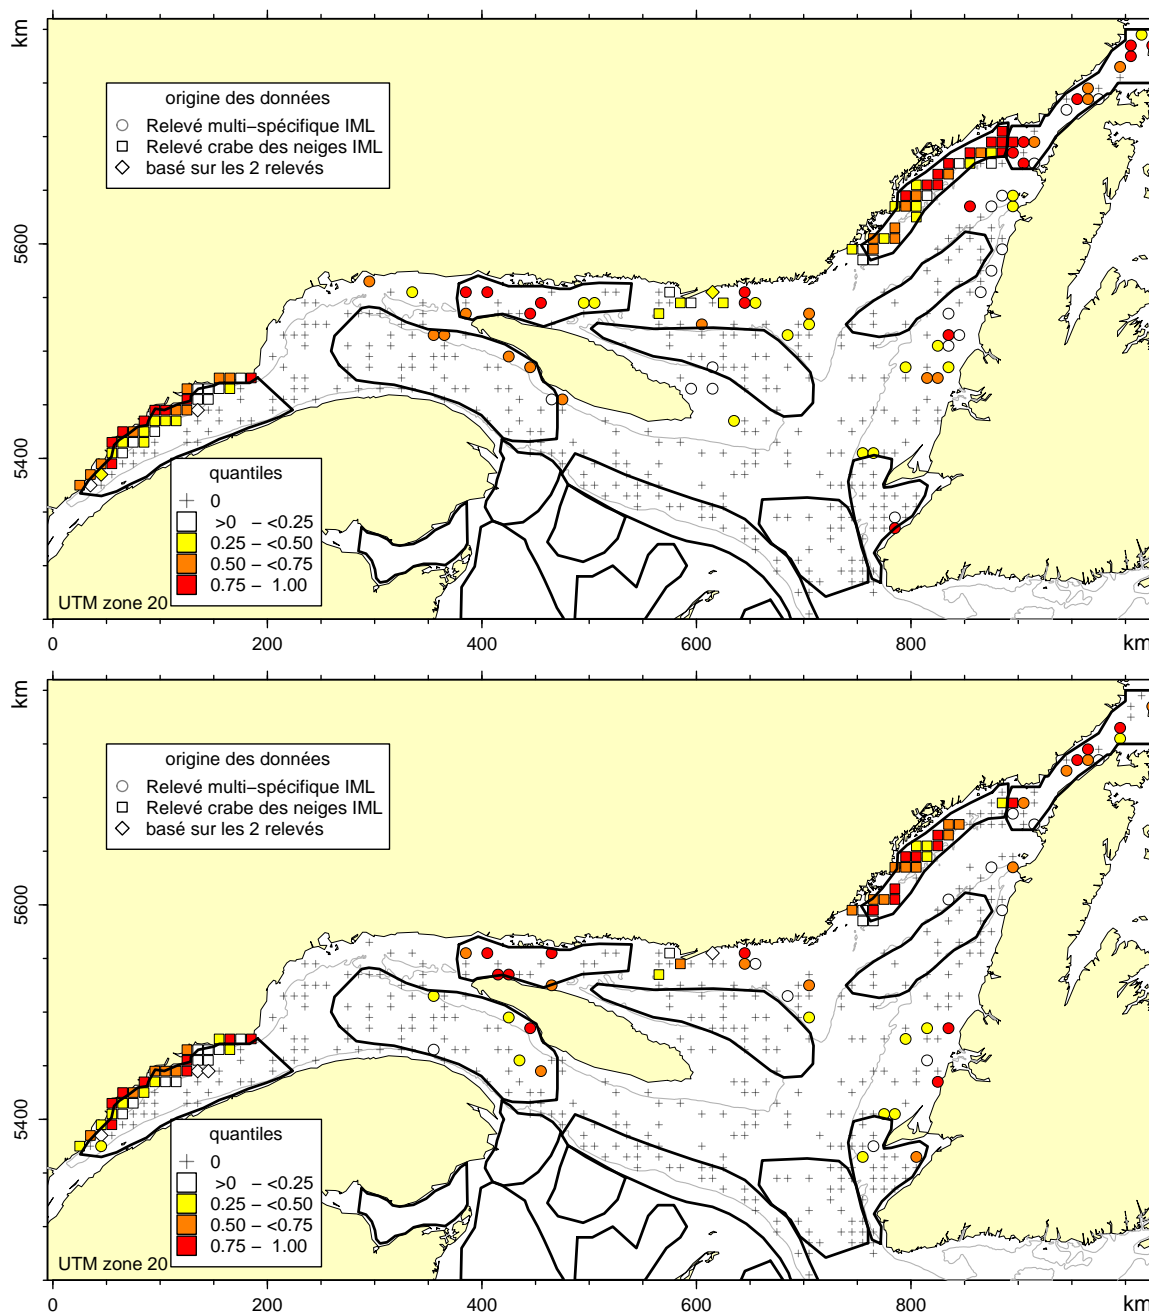 km
origine des données
Relevé multi−spécifique IML
Relevé crabe des neiges IML
basé sur les 2 relevés
5600
5400
quantiles
0
>0 − <0.25
0.25 − <0.50
0.50 − <0.75
0.75 − 1.00
UTM zone 20
0 200 400 600 800 km
km
origine des données
Relevé multi−spécifique IML
Relevé crabe des neiges IML
basé sur les 2 relevés
5600
5400
quantiles
0
>0 − <0.25
0.25 − <0.50
0.50 − <0.75
0.75 − 1.00
UTM zone 20
0 200 400 600 800 km